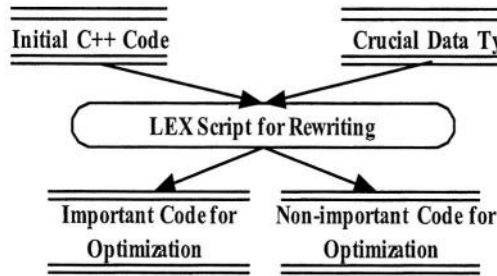 Initial C++ Code
Crucial Data Ty
LEX Script for Rewriting
Important Code for
Optimization
Non-important Code for
Optimization